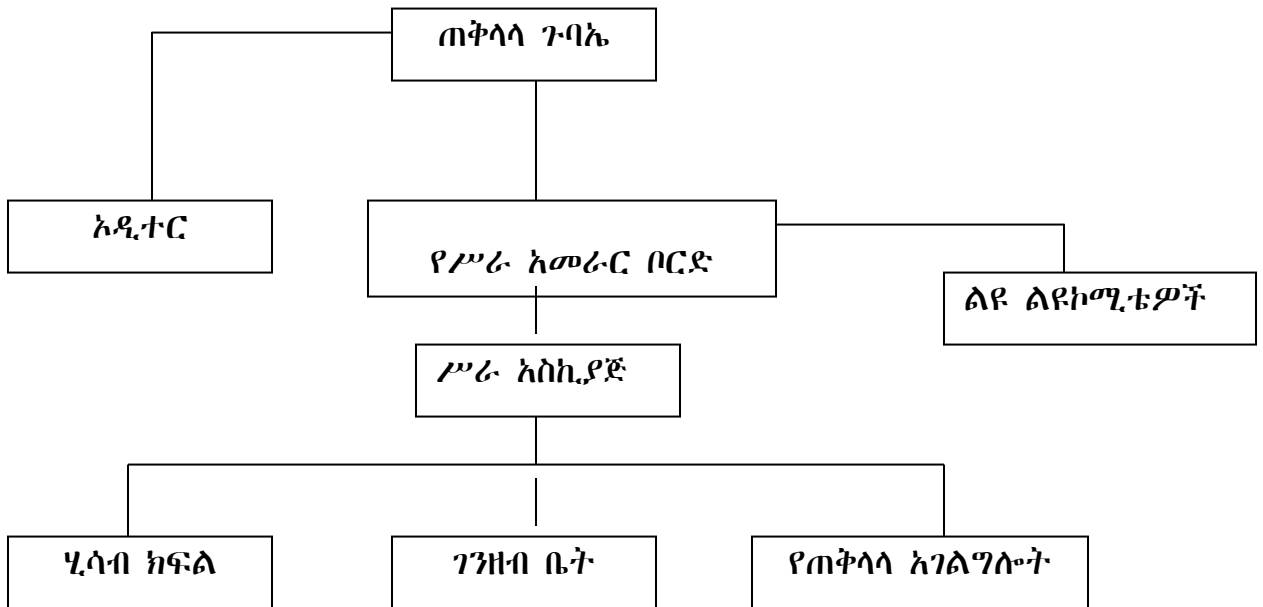 ጠቅላላ ጉባኤ
ኦዲተር
የሥራ አመራር ቦርድ
ልዩ ልዩኮሚቴዎች
ሥራ አስኪያጅ
ሂሳብ ክፍል
ገንዘብ ቤት
የጠቅላላ አገልግሎት